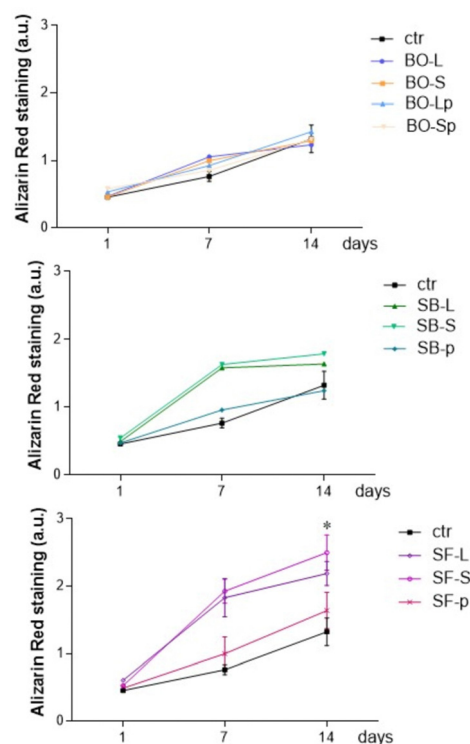 Alizarin Red staining (a.u.)
3
2
1
0
1 7 14 days
ctr
BO-L
BO-S
BO-Lp
BO-Sp
Alizarin Red staining (a.u.)
3
2
1
0
1 7 14 days
ctr
SB-L
SB-S
SB-p
Alizarin Red staining (a.u.)
3
2
1
0
*
1 7 14 days
ctr
SF-L
SF-S
SF-p